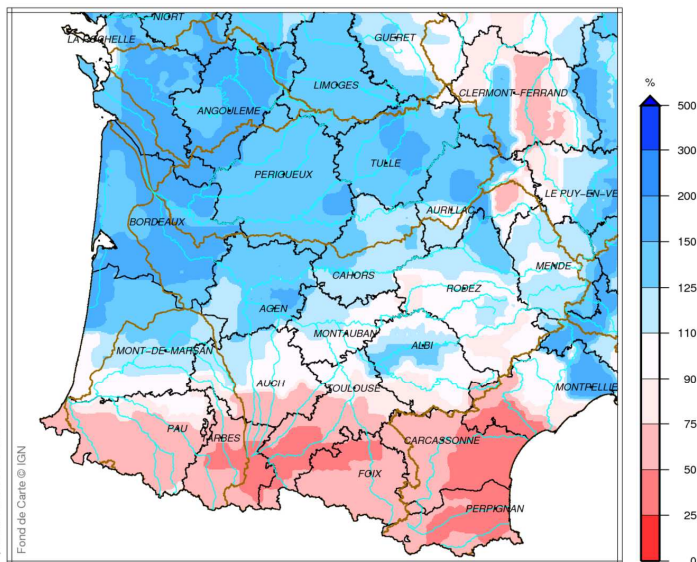 NIORT
LA ROCHELLE
GUERET
%
LIMOGES
CLERMONT-FERRAND
500
ANGOULEME
300
TULLE
PERIGUEUX
200
LE PUY-EN-VE
AURILLAC
BORDEAUX
150
MENDE
CAHORS
RODEZ
125
AGEN
110
MONTAUBAN
ALBI
MONT-DE-MARSAN
90
AUCH
TOULOUSE
MONTPELLIE
75
PAU
ARBES
CARCASSONNE
50
FOIX
PERPIGNAN
25
0
Fond de Carte © IGN